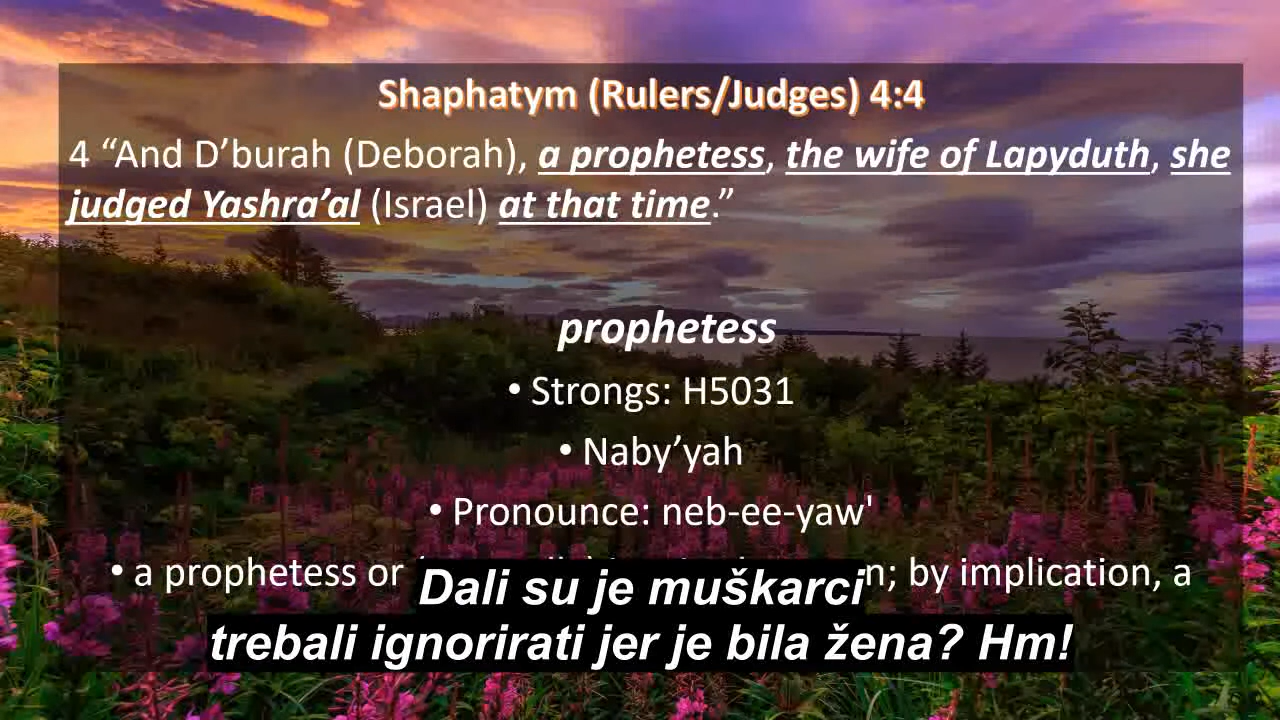 Shaphatym (Rulers/Judges) 4:4
4 “And D’burah (Deborah), a prophetess, the wife of Lapyduth, she
judged Yashra’al (Israel) at that time.”
prophetess
• Strongs: H5031
• Naby’yah
• Pronounce: neb-ee-yaw'
• a prophetess or n; by implication, a
Dali su je muškarci
trebali ignorirati jer je bila žena? Hm!